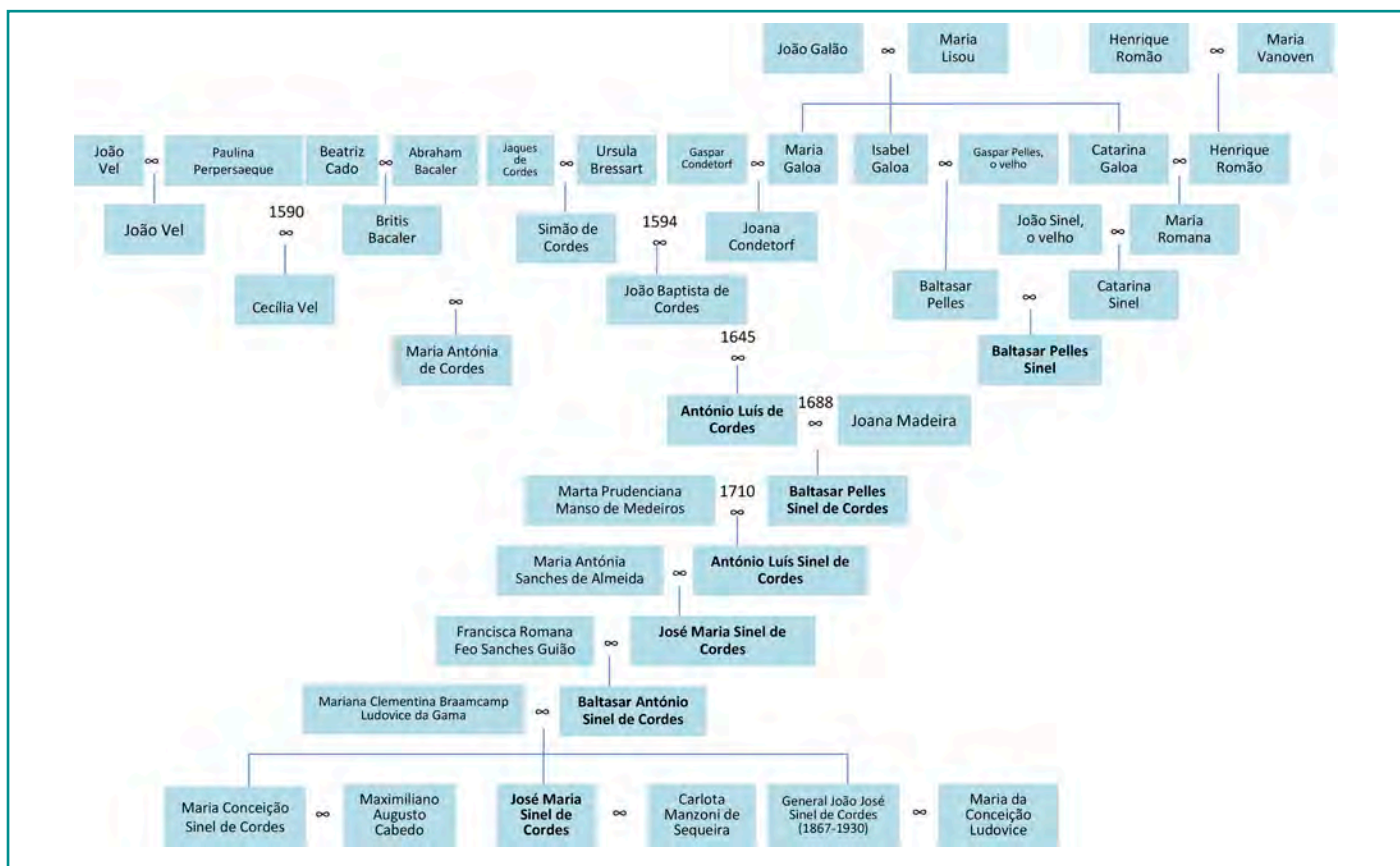 João Galão
∞
Maria
Lisou
Henrique
Romão
∞
Maria
Vanoven
João
Vel
∞
Paulina
Perpersaeque
Beatriz
Cado
∞
Abraham
Bacaler
Jaques
de
Cordes
∞
Ursula
Bressart
Gaspar
Condetorf
∞
Maria
Galoa
Isabel
Galoa
∞
Gaspar Pelles,
o velho
Catarina
Galoa
∞
Henrique
Romão
João Vel
1590
∞
Britis
Bacaler
Simão de
Cordes
1594
∞
Joana
Condetorf
João Sinel,
o velho
∞
Maria
Romana
Cecília Vel
∞
João Baptista de
Cordes
Baltasar
Pelles
∞
Catarina
Sinel
Maria Antónia
de Cordes
1645
∞
Baltasar Pelles
Sinel
António Luís de
Cordes
1688
∞
Joana Madeira
Marta Prudenciana
Manso de Medeiros
1710
∞
Baltasar Pelles
Sinel de Cordes
Maria Antónia
Sanches de Almeida
∞
António Luís Sinel de
Cordes
Francisca Romana
Feo Sanches Guião
∞
José Maria Sinel de
Cordes
Mariana Clementina Braamcamp
Ludovice da Gama
∞
Baltasar António
Sinel de Cordes
Maria Conceição
Sinel de Cordes
∞
Maximiliano
Augusto
Cabedo
José Maria
Sinel de
Cordes
∞
Carlota
Manzoni de
Sequeira
General João José
Sinel de Cordes
(1867-1930)
∞
Maria da
Conceição
Ludovice